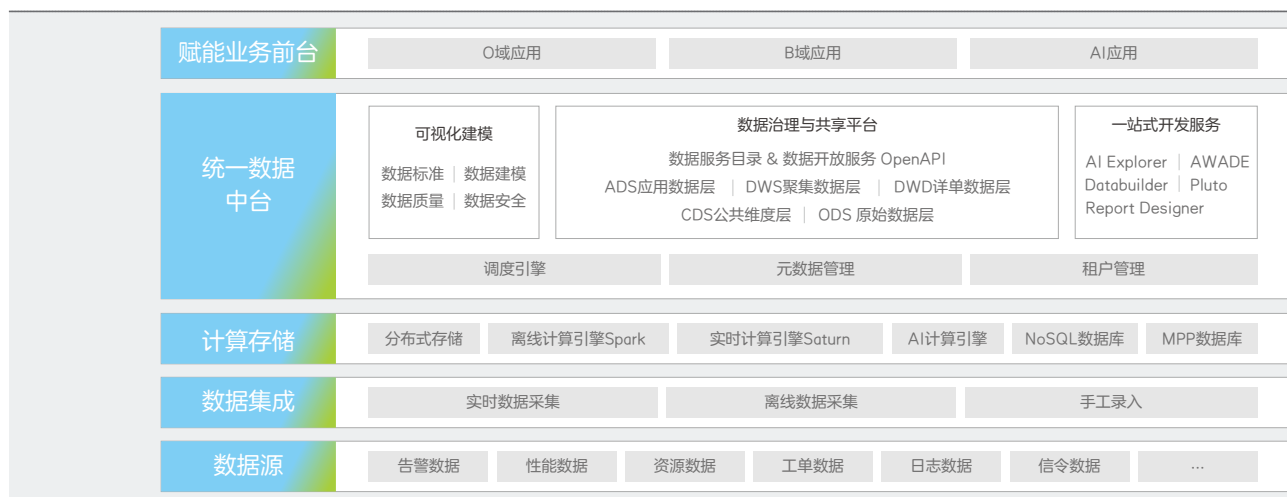 赋能业务前台
O域应用
B域应用
AI应用
统一数据
中台
可视化建模
数据标准 | 数据建模
数据质量 | 数据安全
数据治理与共享平台
数据服务目录 & 数据开放服务 OpenAPI
ADS应用数据层 | DWS聚集数据层 | DWD详单数据层
CDS公共维度层 | ODS 原始数据层
一站式开发服务
AI Explorer | AWADE
Databuilder | Pluto
Report Designer
调度引擎
元数据管理
租户管理
计算存储
分布式存储
离线计算引擎Spark
实时计算引擎Saturn
AI计算引擎
NoSQL数据库
MPP数据库
数据集成
实时数据采集
离线数据采集
手工录入
数据源
告警数据
性能数据
资源数据
工单数据
日志数据
信令数据
...